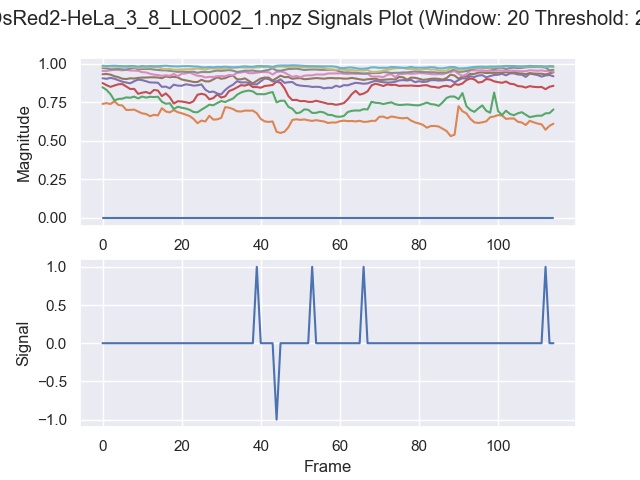 DsRed2-HeLa_3_8_LLO002_1.npz Signals Plot (Window: 20 Threshold: 2
1.00
0.75
0.50
0.25
0.00
Magnitude
0 20 40 60 80 100
1.0
0.5
0.0
−0.5
−1.0
Signal
0 20 40 60 80 100
Frame